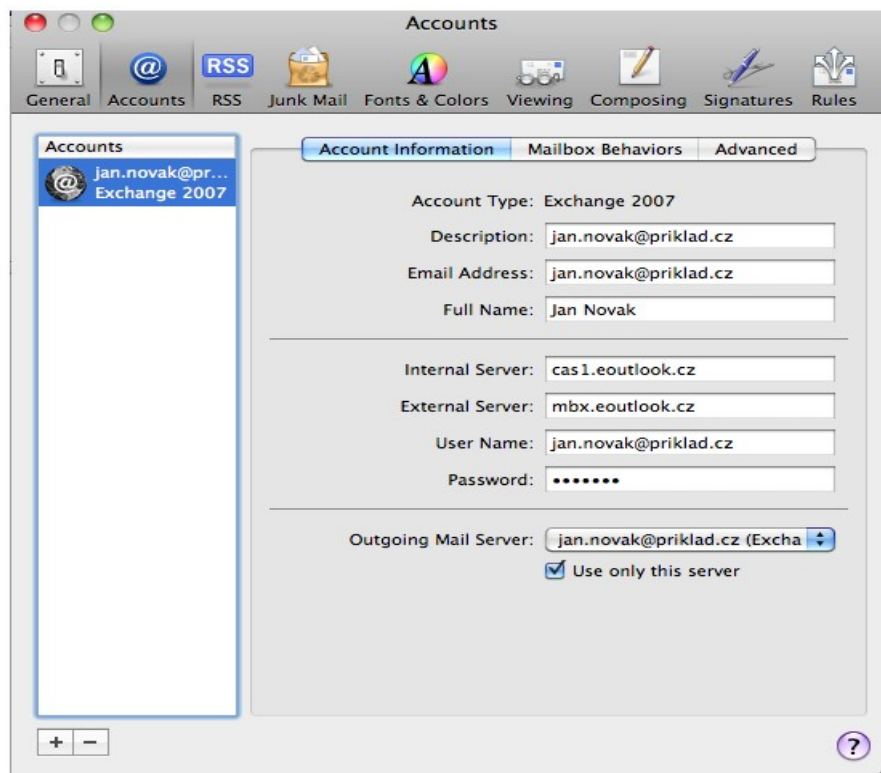 Accounts
RSS
General Accounts RSS Junk Mail Fonts & Colors Viewing Composing Signatures Rules
Accounts
jan.novak@pr...
Exchange 2007
Account Information Mailbox Behaviors Advanced
Account Type: Exchange 2007
Description: jan.novak@priklad.cz
Email Address: jan.novak@priklad.cz
Full Name: Jan Novak
Internal Server: cas1.eoutlook.cz
External Server: mbx.eoutlook.cz
User Name: jan.novak@priklad.cz
Password: •••••••
Outgoing Mail Server: jan.novak@priklad.cz (Excha
Use only this server
+ − ?